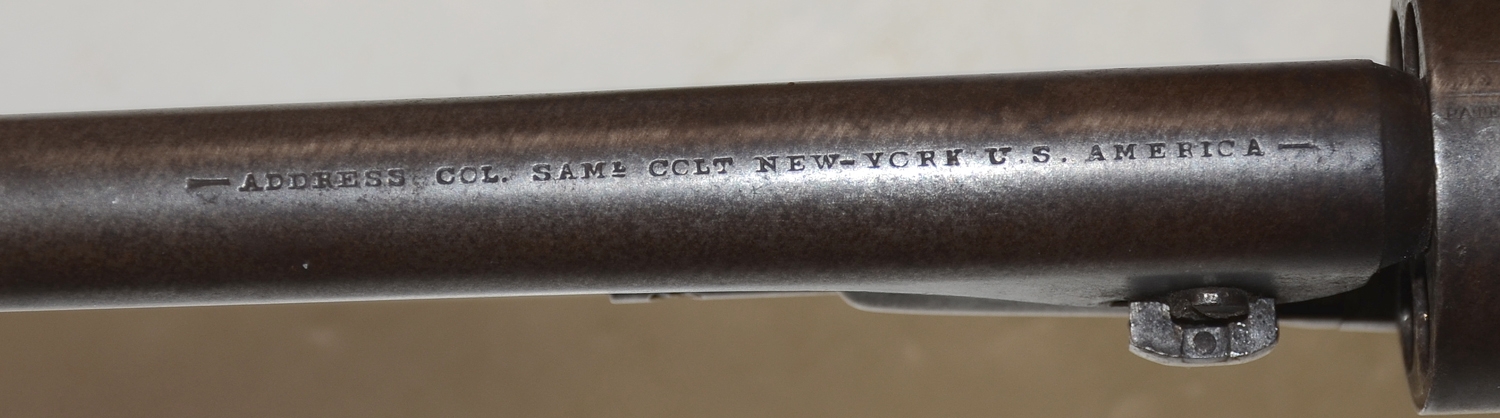 — ADDRESS COL. SAMᴸ COLT NEW-YORK U.S. AMERICA —